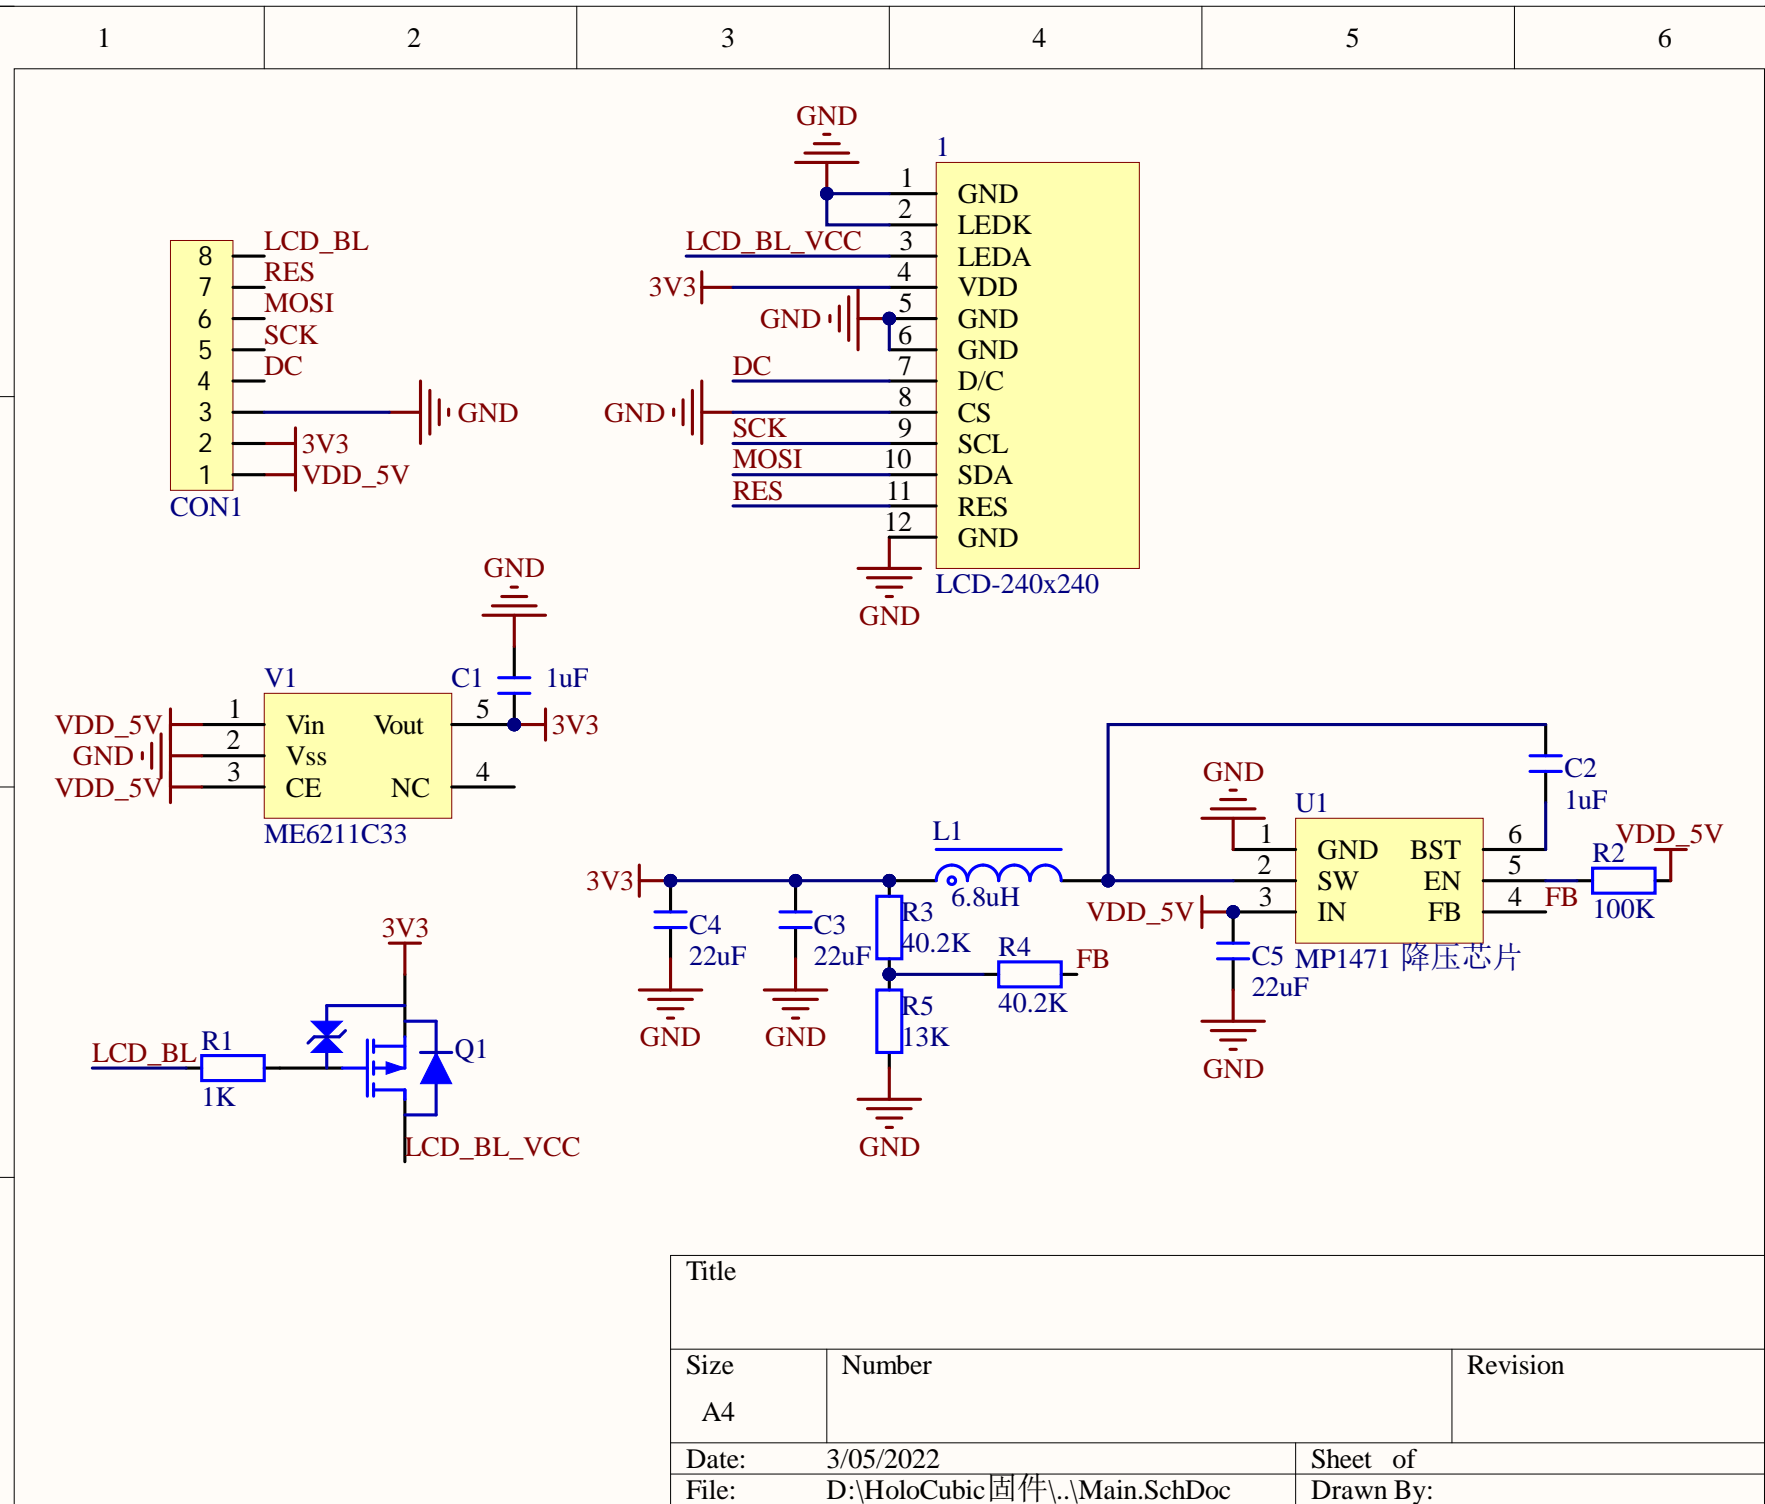 1 2 3 4 5 6
GND
1
1 GND
2 LEDK
LCD_BL_VCC 3 LEDA
3V3 4 VDD
GND 5 GND
6 GND
DC 7 D/C
GND 8 CS
SCK 9 SCL
MOSI 10 SDA
RES 11 RES
12 GND
GND
LCD-240x240
8 LCD_BL
7 RES
6 MOSI
5 SCK
4 DC
3 GND
2 3V3
1 VDD_5V
CON1
GND
V1 C1 1uF
VDD_5V 1 Vin Vout 5 3V3
GND 2 Vss
VDD_5V 3 CE NC 4
ME6211C33
C2
1uF
GND
U1
1 GND BST 6
2 SW EN 5
VDD_5V 3 IN FB 4 FB
VDD_5V
R2
100K
MP1471 降压芯片
C5
22uF
GND
L1
6.8uH
3V3
C4
22uF
GND
C3
22uF
GND
R3
40.2K
R4
40.2K
FB
R5
13K
GND
3V3
LCD_BL R1
1K
Q1
LCD_BL_VCC
Title
Size Number Revision
A4
Date: 3/05/2022 Sheet of
File: D:\HoloCubic固件\..\Main.SchDoc Drawn By: